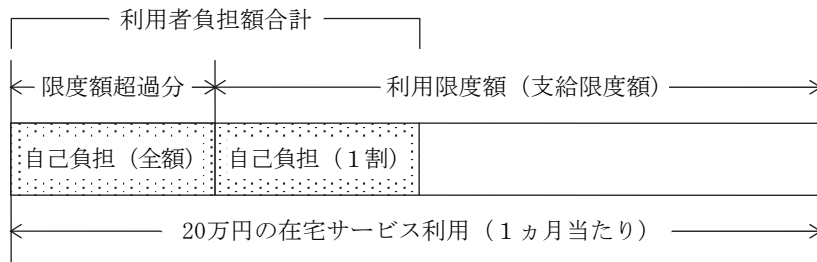 利用者負担額合計
限度額超過分
利用限度額（支給限度額）
自己負担（全額）
自己負担（１割）
20万円の在宅サービス利用（１ヵ月当たり）